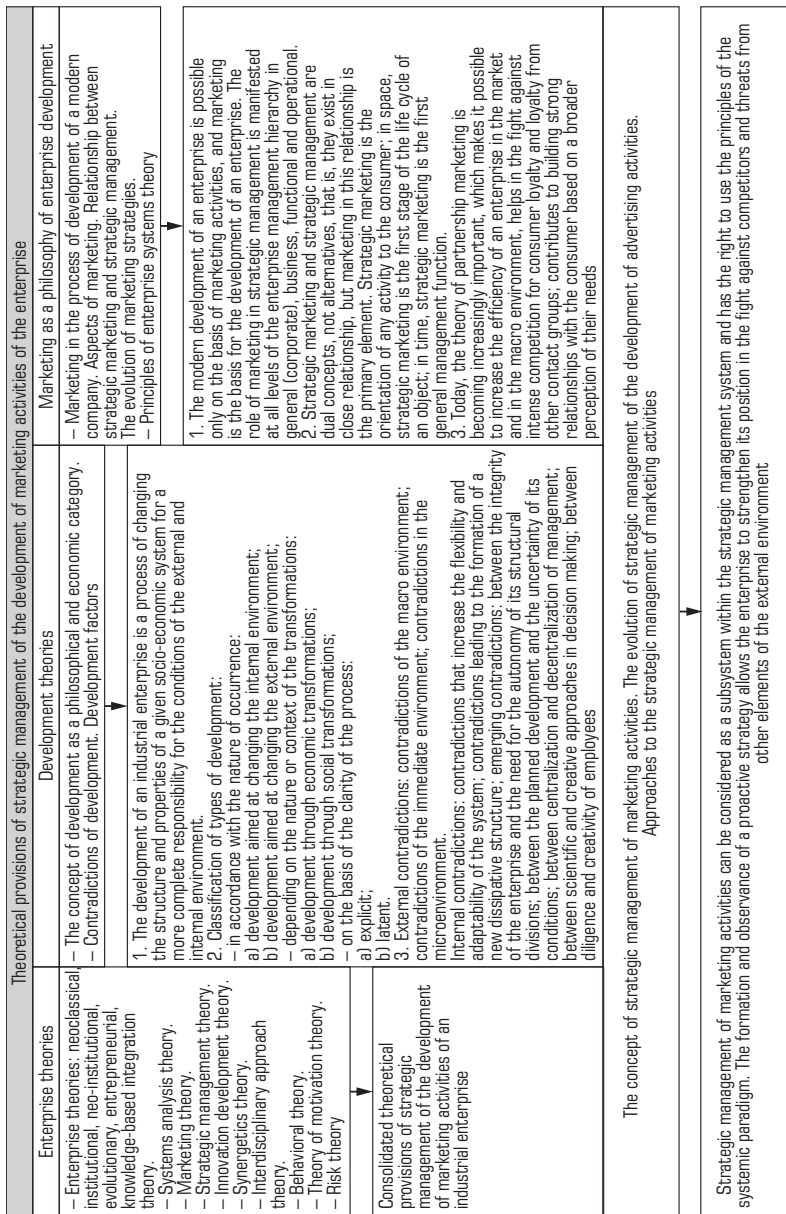 Theoretical provisions of strategic management of the development of marketing activities of the enterprise
Enterprise theories
– Enterprise theories: neoclassical,
institutional, neo-institutional,
evolutionary, entrepreneurial,
knowledge-based integration
theory.
– Systems analysis theory.
– Marketing theory.
– Strategic management theory.
– Innovation development theory.
– Synergetics theory.
– Interdisciplinary approach
theory.
– Behavioral theory.
– Theory of motivation theory.
– Risk theory
Consolidated theoretical
provisions of strategic
management of the development
of marketing activities of an
industrial enterprise
Development theories
– The concept of development as a philosophical and economic category.
– Contradictions of development. Development factors
1. The development of an industrial enterprise is a process of changing
the structure and properties of a given socio-economic system for a
more complete responsibility for the conditions of the external and
internal environment.
2. Classification of types of development:
– in accordance with the nature of occurrence:
a) development aimed at changing the internal environment;
b) development aimed at changing the external environment;
– depending on the nature or context of the transformations:
a) development through economic transformations;
b) development through social transformations;
– on the basis of the clarity of the process:
a) explicit;
b) latent.
3. External contradictions: contradictions of the macro environment;
contradictions of the immediate environment; contradictions in the
microenvironment.
Internal contradictions: contradictions that increase the flexibility and
adaptability of the system; contradictions leading to the formation of a
new dissipative structure; emerging contradictions: between the integrity
of the enterprise and the need for the autonomy of its structural
divisions; between the planned development and the uncertainty of its
conditions; between centralization and decentralization of management;
between scientific and creative approaches in decision making; between
diligence and creativity of employees
Marketing as a philosophy of enterprise development
– Marketing in the process of development of a modern
company. Aspects of marketing. Relationship between
strategic marketing and strategic management.
The evolution of marketing strategies.
– Principles of enterprise systems theory
1. The modern development of an enterprise is possible
only on the basis of marketing activities, and marketing
is the basis for the development of an enterprise. The
role of marketing in strategic management is manifested
at all levels of the enterprise management hierarchy in
general (corporate), business, functional and operational.
2. Strategic marketing and strategic management are
dual concepts, not alternatives, that is, they exist in
close relationship, but marketing in this relationship is
the primary element. Strategic marketing is the
orientation of any activity to the consumer; in space,
strategic marketing is the first stage of the life cycle of
an object; in time, strategic marketing is the first
general management function.
3. Today, the theory of partnership marketing is
becoming increasingly important, which makes it possible
to increase the efficiency of an enterprise in the market
and in the macro environment, helps in the fight against
intense competition for consumer loyalty and loyalty from
other contact groups; contributes to building strong
relationships with the consumer based on a broader
perception of their needs
The concept of strategic management of marketing activities. The evolution of strategic management of the development of advertising activities.
Approaches to the strategic management of marketing activities
Strategic management of marketing activities can be considered as a subsystem within the strategic management system and has the right to use the principles of the
systemic paradigm. The formation and observance of a proactive strategy allows the enterprise to strengthen its position in the fight against competitors and threats from
other elements of the external environment